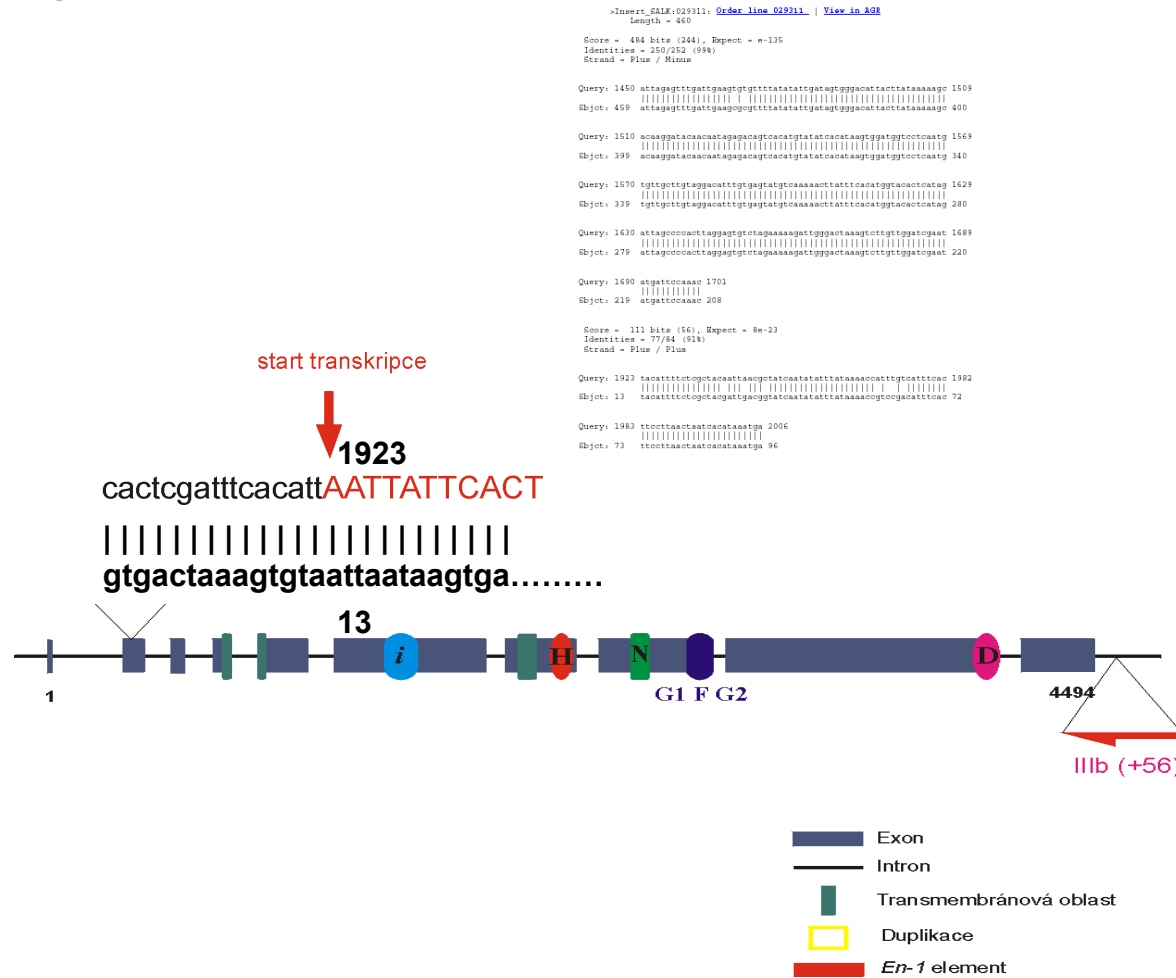 >Insert_SALK:029311: Order line 029311 | View in AGR
Length = 460
Score = 484 bits (244), Expect = e-135
Identities = 250/252 (99%)
Strand = Plus / Minus
Query: 1450 attagagtttgattgaagtgtgttttatatattgatagtgggacattacttataaaaagc 1509
Sbjct: 459 attagagtttgattgaagcgcgttttatatattgatagtgggacattacttataaaaagc 400
Query: 1510 acaaggatacaacaatagagacagtcacatgtatatcacataagtggatggtcctcaatg 1569
Sbjct: 399 acaaggatacaacaatagagacagtcacatgtatatcacataagtggatggtcctcaatg 340
Query: 1570 tgttgcttgtaggacatttgtgagtatgtcaaaaacttatttcacatggtacactcatag 1629
Sbjct: 339 tgttgcttgtaggacatttgtgagtatgtcaaaaacttatttcacatggtacactcatag 280
Query: 1630 attagccccacttaggagtgtctagaaaaagattgggactaaagtcttgttggatcgaat 1689
Sbjct: 279 attagccccacttaggagtgtctagaaaaagattgggactaaagtcttgttggatcgaat 220
Query: 1690 atgattccaaac 1701
Sbjct: 219 atgattccaaac 208
Score = 111 bits (56), Expect = 8e-23
Identities = 77/84 (91%)
Strand = Plus / Plus
Query: 1923 tacattttctcgctacaattaacgctatcaatatatttataaaaccatttgtcatttcac 1982
Sbjct: 13 tacattttctcgctacgattgacggtatcaatatatttataaaaccgtccgacatttcac 72
Query: 1983 ttccttaactaatcacataaatga 2006
Sbjct: 73 ttccttaactaatcacataaatga 96
start transkripce
1923
cactcgatttcacattAATTATTCACT
gtgactaaagtgtaattaataagtga.........
13
i H N D
1 G1 F G2 4494
IIIb (+56)
Exon
Intron
Transmembránová oblast
Duplikace
En-1 element